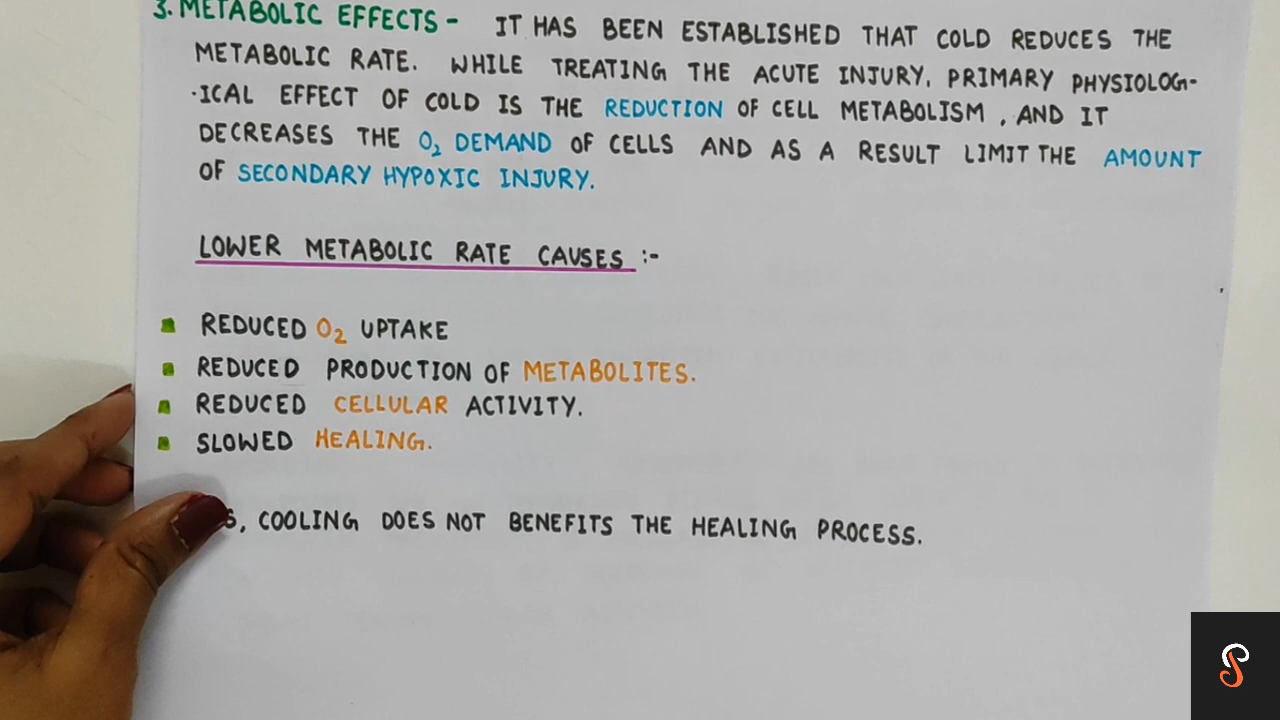 3. METABOLIC EFFECTS - IT HAS BEEN ESTABLISHED THAT COLD REDUCES THE
METABOLIC RATE. WHILE TREATING THE ACUTE INJURY, PRIMARY PHYSIOLOG-
-ICAL EFFECT OF COLD IS THE REDUCTION OF CELL METABOLISM, AND IT
DECREASES THE O₂ DEMAND OF CELLS AND AS A RESULT LIMIT THE AMOUNT
OF SECONDARY HYPOXIC INJURY.
LOWER METABOLIC RATE CAUSES :-
REDUCED O₂ UPTAKE
REDUCED PRODUCTION OF METABOLITES.
REDUCED CELLULAR ACTIVITY.
SLOWED HEALING.
, COOLING DOES NOT BENEFITS THE HEALING PROCESS.